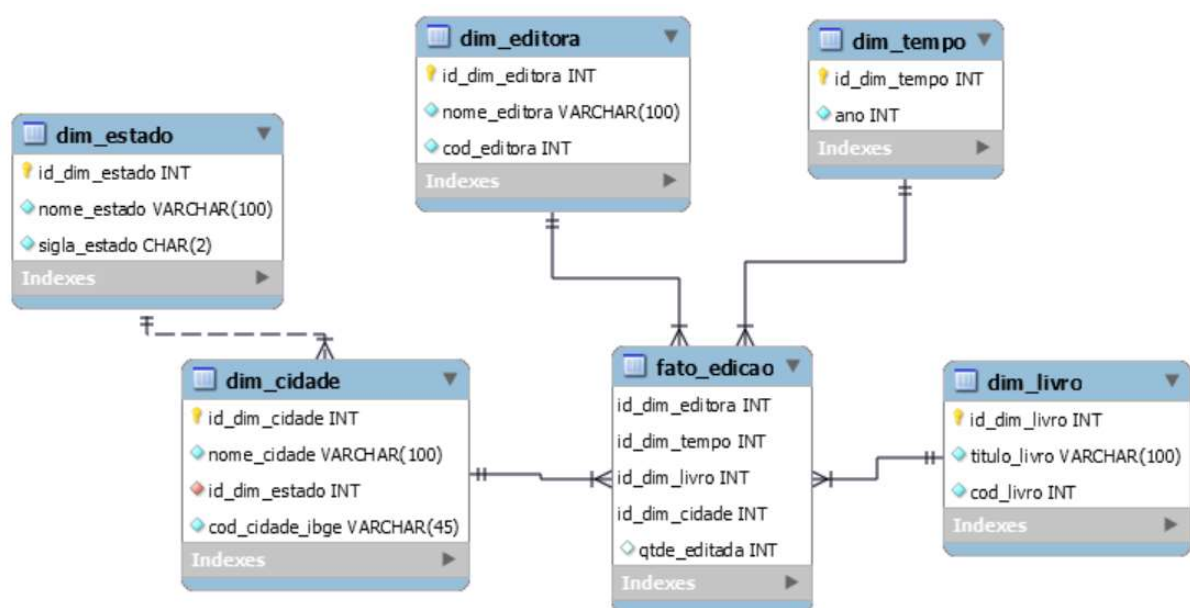 dim_editora
id_dim_editora INT
nome_editora VARCHAR(100)
cod_editora INT
Indexes
dim_tempo
id_dim_tempo INT
ano INT
Indexes
dim_estado
id_dim_estado INT
nome_estado VARCHAR(100)
sigla_estado CHAR(2)
Indexes
dim_cidade
id_dim_cidade INT
nome_cidade VARCHAR(100)
id_dim_estado INT
cod_cidade_ibge VARCHAR(45)
Indexes
fato_edicao
id_dim_editora INT
id_dim_tempo INT
id_dim_livro INT
id_dim_cidade INT
qtde_editada INT
Indexes
dim_livro
id_dim_livro INT
titulo_livro VARCHAR(100)
cod_livro INT
Indexes